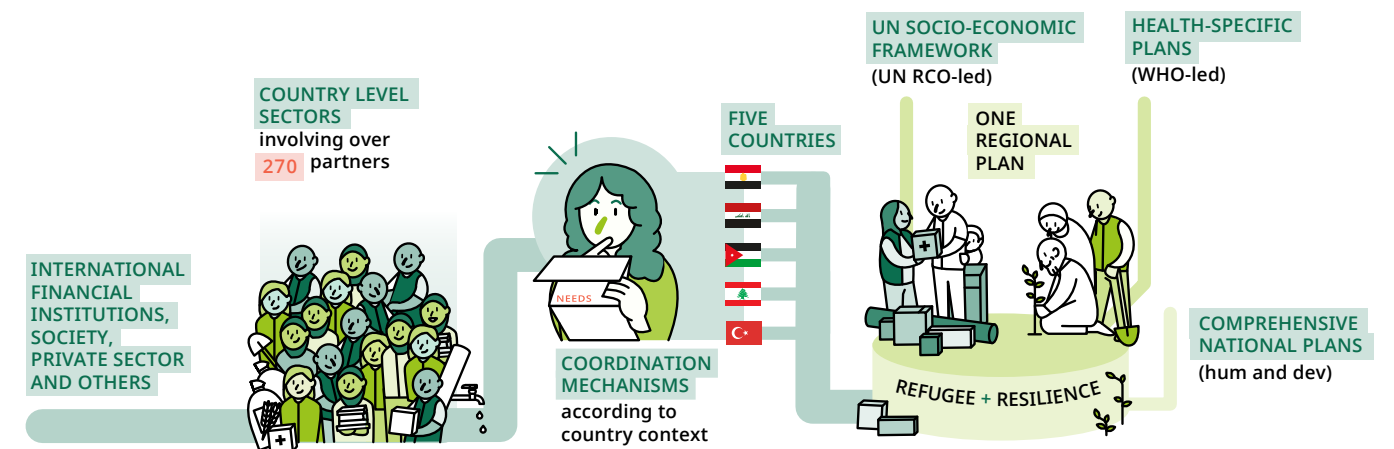 INTERNATIONAL
FINANCIAL
INSTITUTIONS,
SOCIETY,
PRIVATE SECTOR
AND OTHERS
COUNTRY LEVEL
SECTORS
involving over
270 partners
NEEDS
COORDINATION
MECHANISMS
according to
country context
FIVE
COUNTRIES
UN SOCIO-ECONOMIC
FRAMEWORK
(UN RCO-led)
ONE
REGIONAL
PLAN
HEALTH-SPECIFIC
PLANS
(WHO-led)
REFUGEE + RESILIENCE
COMPREHENSIVE
NATIONAL PLANS
(hum and dev)